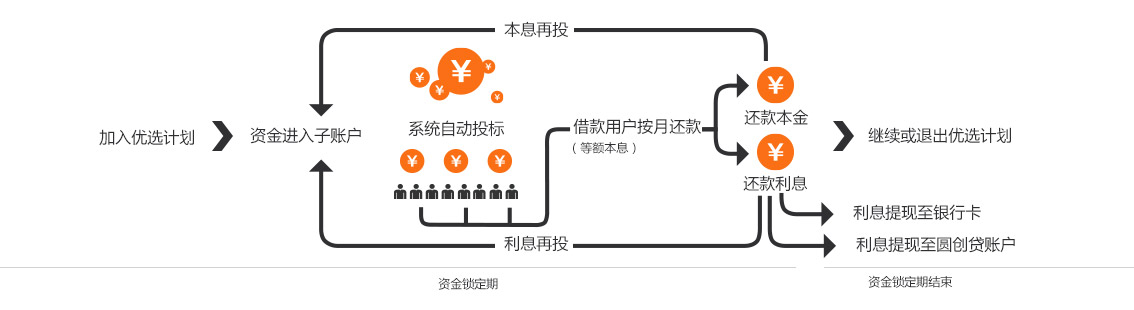 本息再投
加入优选计划
资金进入子账户
系统自动投标
借款用户按月还款
( 等额本息 )
还款本金
还款利息
继续或退出优选计划
利息提现至银行卡
利息提现至圆创贷账户
利息再投
资金锁定期
资金锁定期结束